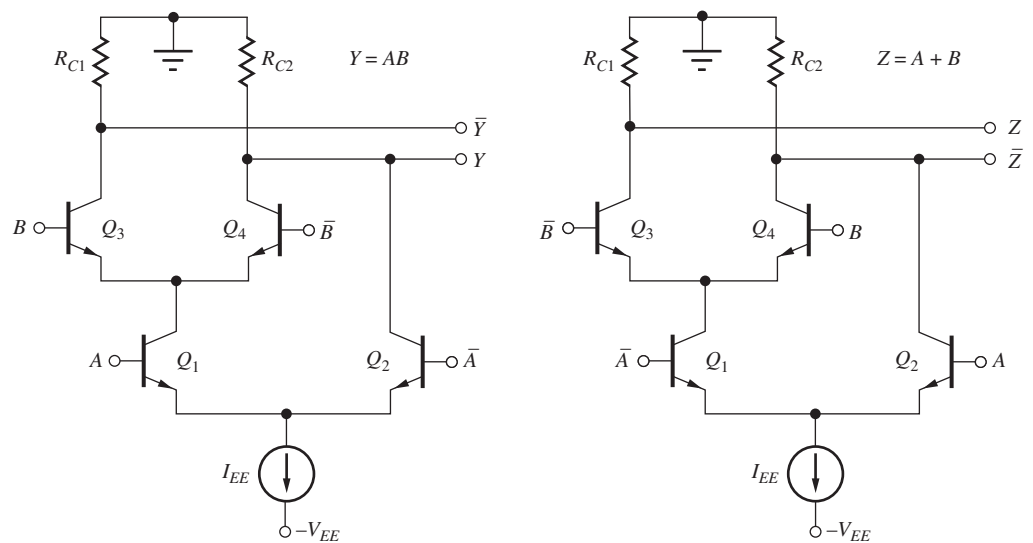 R_C1
R_C2
Y = AB
Ȳ
Y
B
Q_3
Q_4
B̄
A
Q_1
Q_2
Ā
I_EE
–V_EE
R_C1
R_C2
Z = A + B
Z
Z̄
B̄
Q_3
Q_4
B
Ā
Q_1
Q_2
A
I_EE
–V_EE